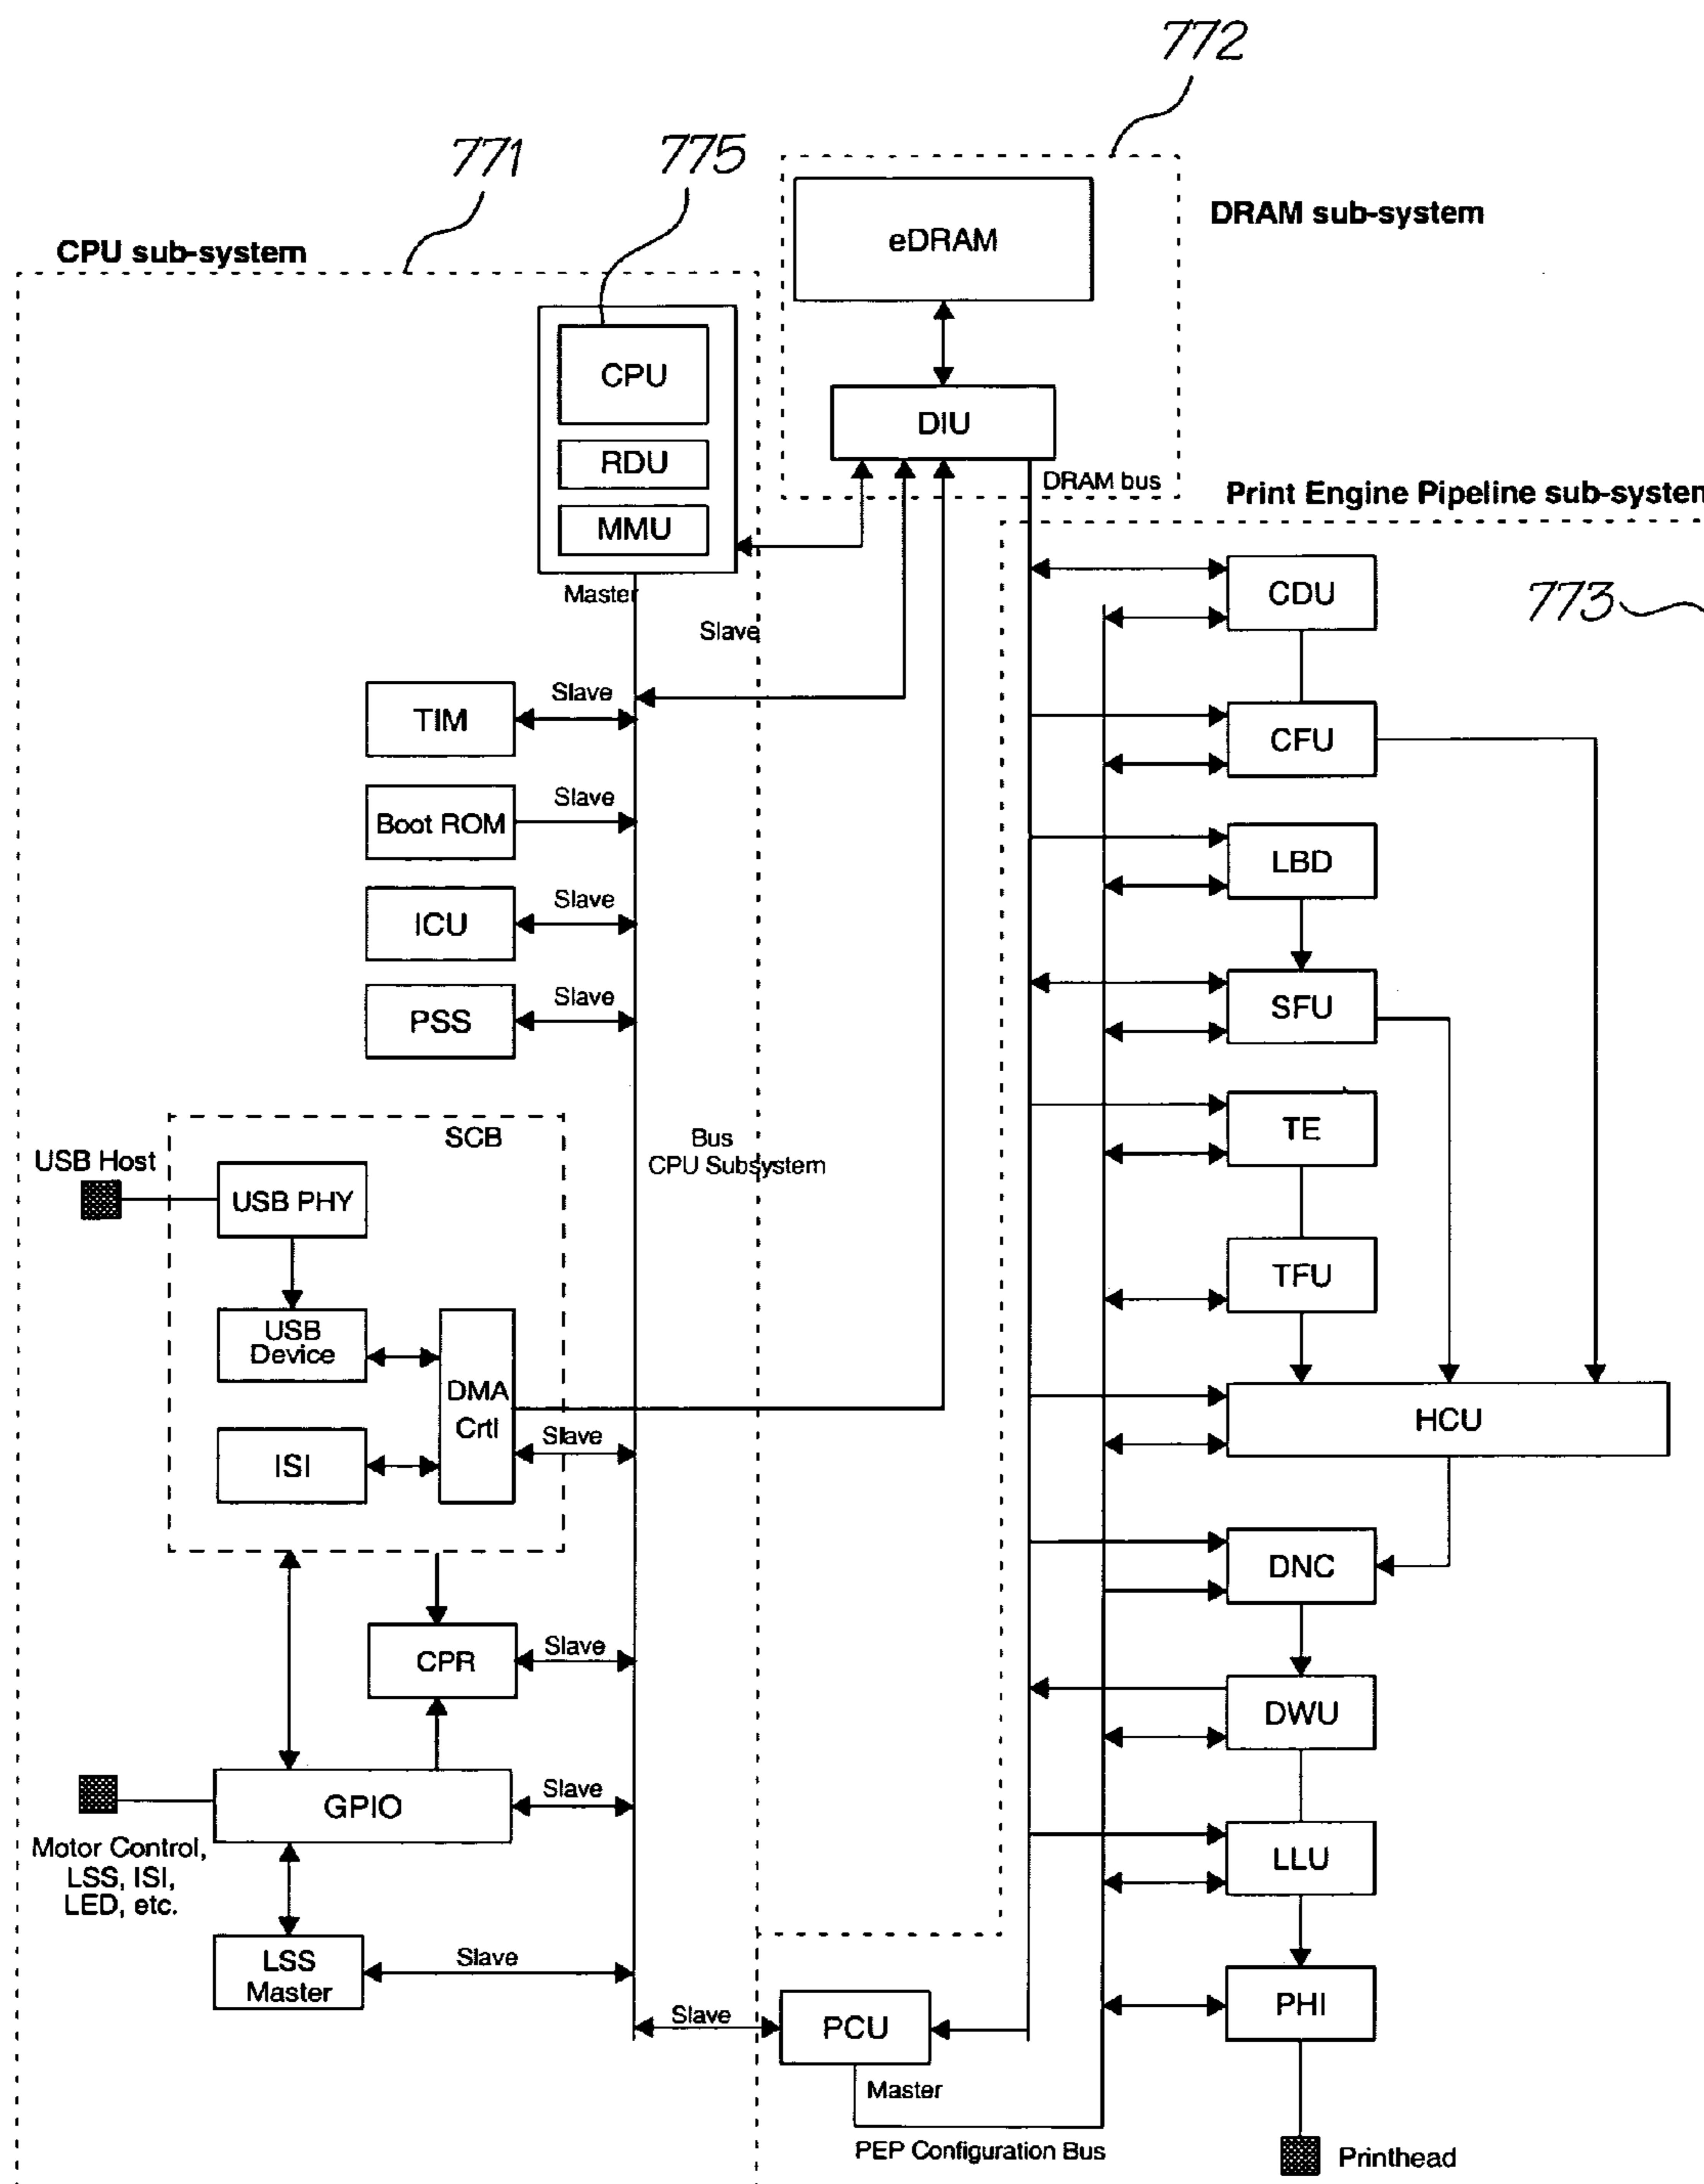 772
771
775
DRAM sub-system
CPU sub-system
eDRAM
CPU
DIU
RDU
DRAM bus
Print Engine Pipeline sub-system
MMU
Master
CDU
773
Slave
Slave
TIM
CFU
Slave
Boot ROM
LBD
Slave
ICU
Slave
PSS
SFU
SCB
Bus
CPU Subsystem
TE
USB Host
USB PHY
TFU
USB
Device
DMA
Crtl
Slave
HCU
ISI
DNC
CPR
Slave
DWU
GPIO
Slave
Motor Control,
LSS, ISI,
LED, etc.
LLU
LSS
Master
Slave
PHI
Slave
PCU
Master
PEP Configuration Bus
Printhead